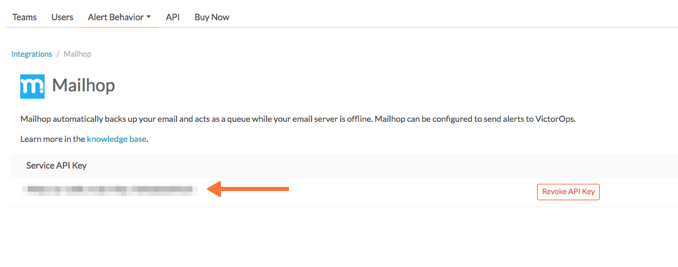 Teams Users Alert Behavior API Buy Now
Integrations / Mailhop
m Mailhop
Mailhop automatically backs up your email and acts as a queue while your email server is offline. Mailhop can be configured to send alerts to VictorOps.
Learn more in the knowledge base.
Service API Key
Revoke API Key